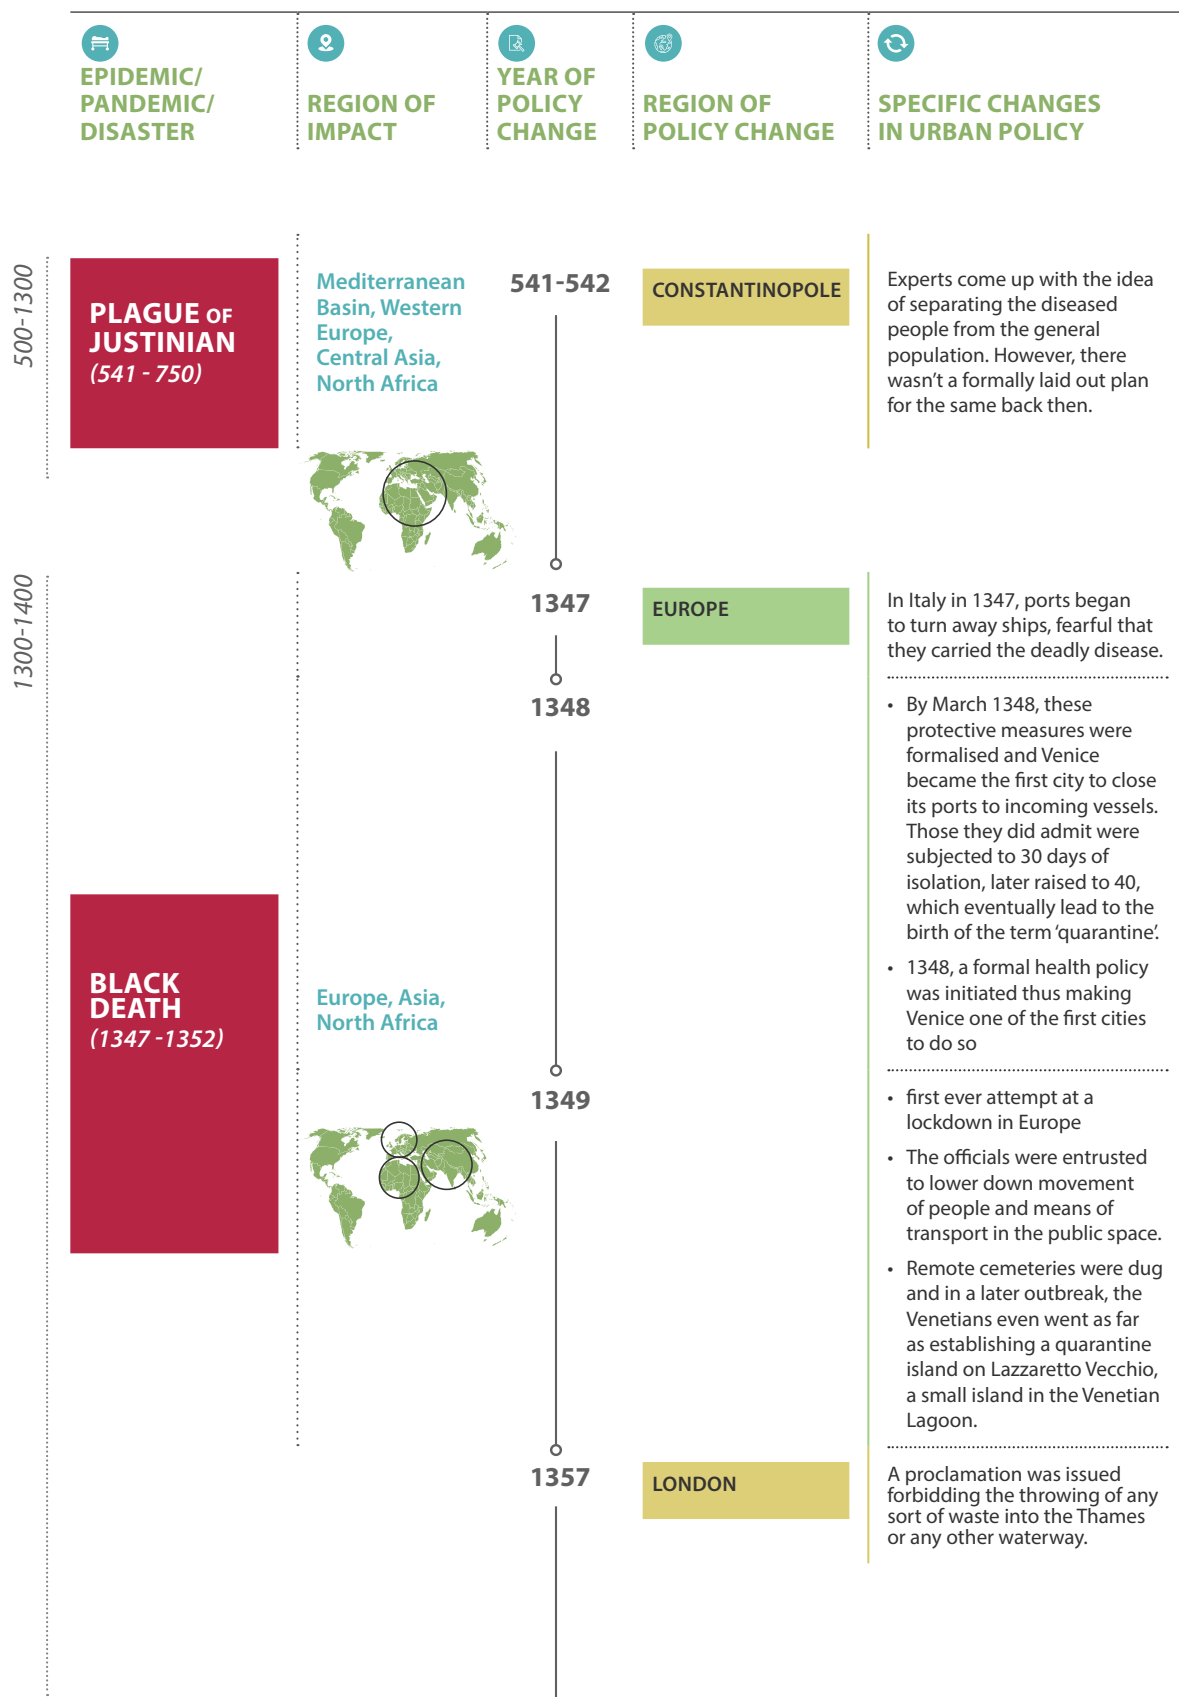 EPIDEMIC/
PANDEMIC/
DISASTER
REGION OF
IMPACT
YEAR OF
POLICY
CHANGE
REGION OF
POLICY CHANGE
SPECIFIC CHANGES
IN URBAN POLICY
500-1300
PLAGUE OF
JUSTINIAN
(541 - 750)
Mediterranean
Basin, Western
Europe,
Central Asia,
North Africa
541-542
CONSTANTINOPOLE
Experts come up with the idea
of separating the diseased
people from the general
population. However, there
wasn't a formally laid out plan
for the same back then.
1300-1400
1347
EUROPE
In Italy in 1347, ports began
to turn away ships, fearful that
they carried the deadly disease.
1348
• By March 1348, these
protective measures were
formalised and Venice
became the first city to close
its ports to incoming vessels.
Those they did admit were
subjected to 30 days of
isolation, later raised to 40,
which eventually lead to the
birth of the term 'quarantine'.
• 1348, a formal health policy
was initiated thus making
Venice one of the first cities
to do so
BLACK
DEATH
(1347 -1352)
Europe, Asia,
North Africa
1349
• first ever attempt at a
lockdown in Europe
• The officials were entrusted
to lower down movement
of people and means of
transport in the public space.
• Remote cemeteries were dug
and in a later outbreak, the
Venetians even went as far
as establishing a quarantine
island on Lazzaretto Vecchio,
a small island in the Venetian
Lagoon.
1357
LONDON
A proclamation was issued
forbidding the throwing of any
sort of waste into the Thames
or any other waterway.